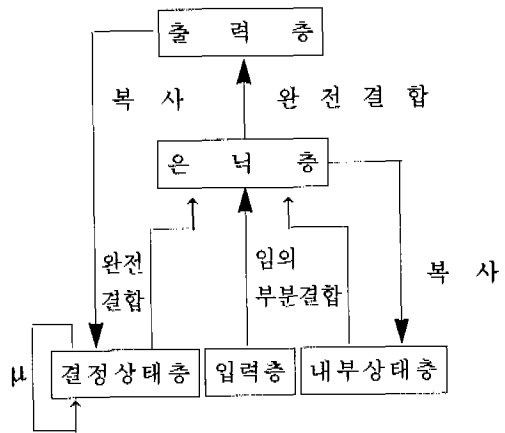 출 력 층
복 사
완 전 결 합
은 닉 층
완전
결합
임의
부분결합
복 사
μ
결정상태층
입력층
내부상태층